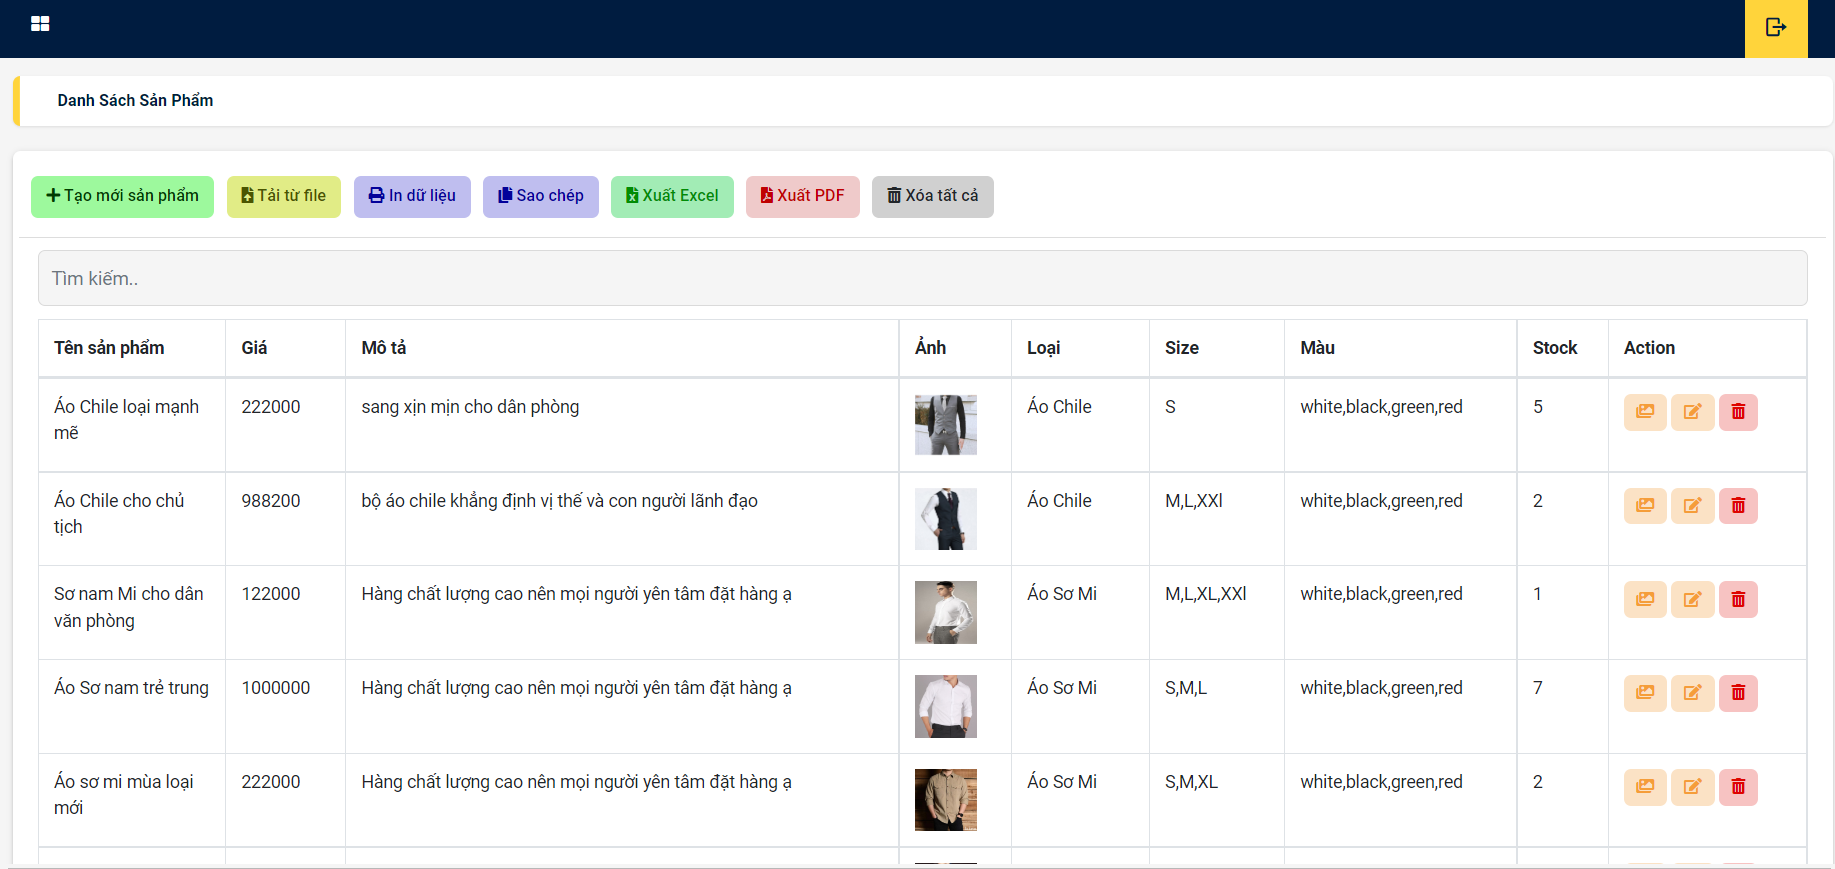 Danh Sách Sản Phẩm
Tạo mới sản phẩm Tải từ file In dữ liệu Sao chép Xuất Excel Xuất PDF Xóa tất cả
Tìm kiếm..
Tên sản phẩm Giá Mô tả Ảnh Loại Size Màu Stock Action
Áo Chile loại mạnh 222000 sang xịn mịn cho dân phòng Áo Chile S white,black,green,red 5
mẽ
Áo Chile cho chủ 988200 bộ áo chile khẳng định vị thế và con người lãnh đạo Áo Chile M,L,XXl white,black,green,red 2
tịch
Sơ nam Mi cho dân 122000 Hàng chất lượng cao nên mọi người yên tâm đặt hàng ạ Áo Sơ Mi M,L,XL,XXl white,black,green,red 1
văn phòng
Áo Sơ nam trẻ trung 1000000 Hàng chất lượng cao nên mọi người yên tâm đặt hàng ạ Áo Sơ Mi S,M,L white,black,green,red 7
Áo sơ mi mùa loại 222000 Hàng chất lượng cao nên mọi người yên tâm đặt hàng ạ Áo Sơ Mi S,M,XL white,black,green,red 2
mới